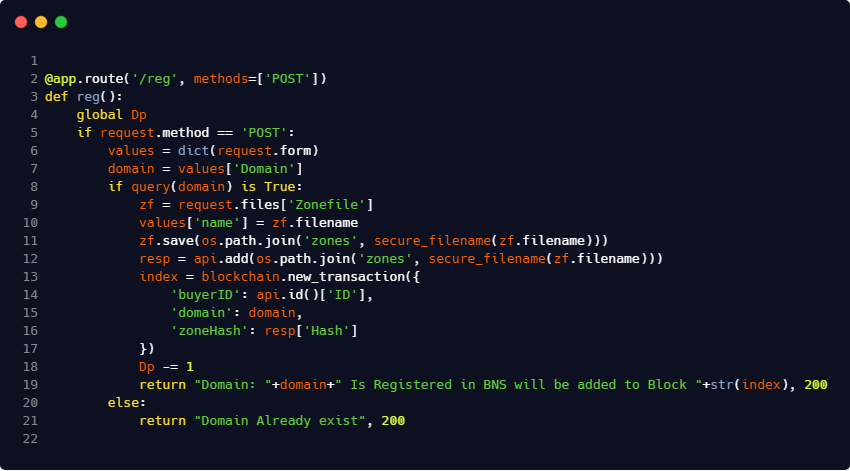 1
2 @app.route('/reg', methods=['POST'])
3 def reg():
4     global Dp
5     if request.method == 'POST':
6         values = dict(request.form)
7         domain = values['Domain']
8         if query(domain) is True:
9             zf = request.files['Zonefile']
10             values['name'] = zf.filename
11             zf.save(os.path.join('zones', secure_filename(zf.filename)))
12             resp = api.add(os.path.join('zones', secure_filename(zf.filename)))
13             index = blockchain.new_transaction({
14                 'buyerID': api.id()['ID'],
15                 'domain': domain,
16                 'zoneHash': resp['Hash']
17             })
18             Dp -= 1
19             return "Domain: "+domain+" Is Registered in BNS will be added to Block "+str(index), 200
20         else:
21             return "Domain Already exist", 200
22